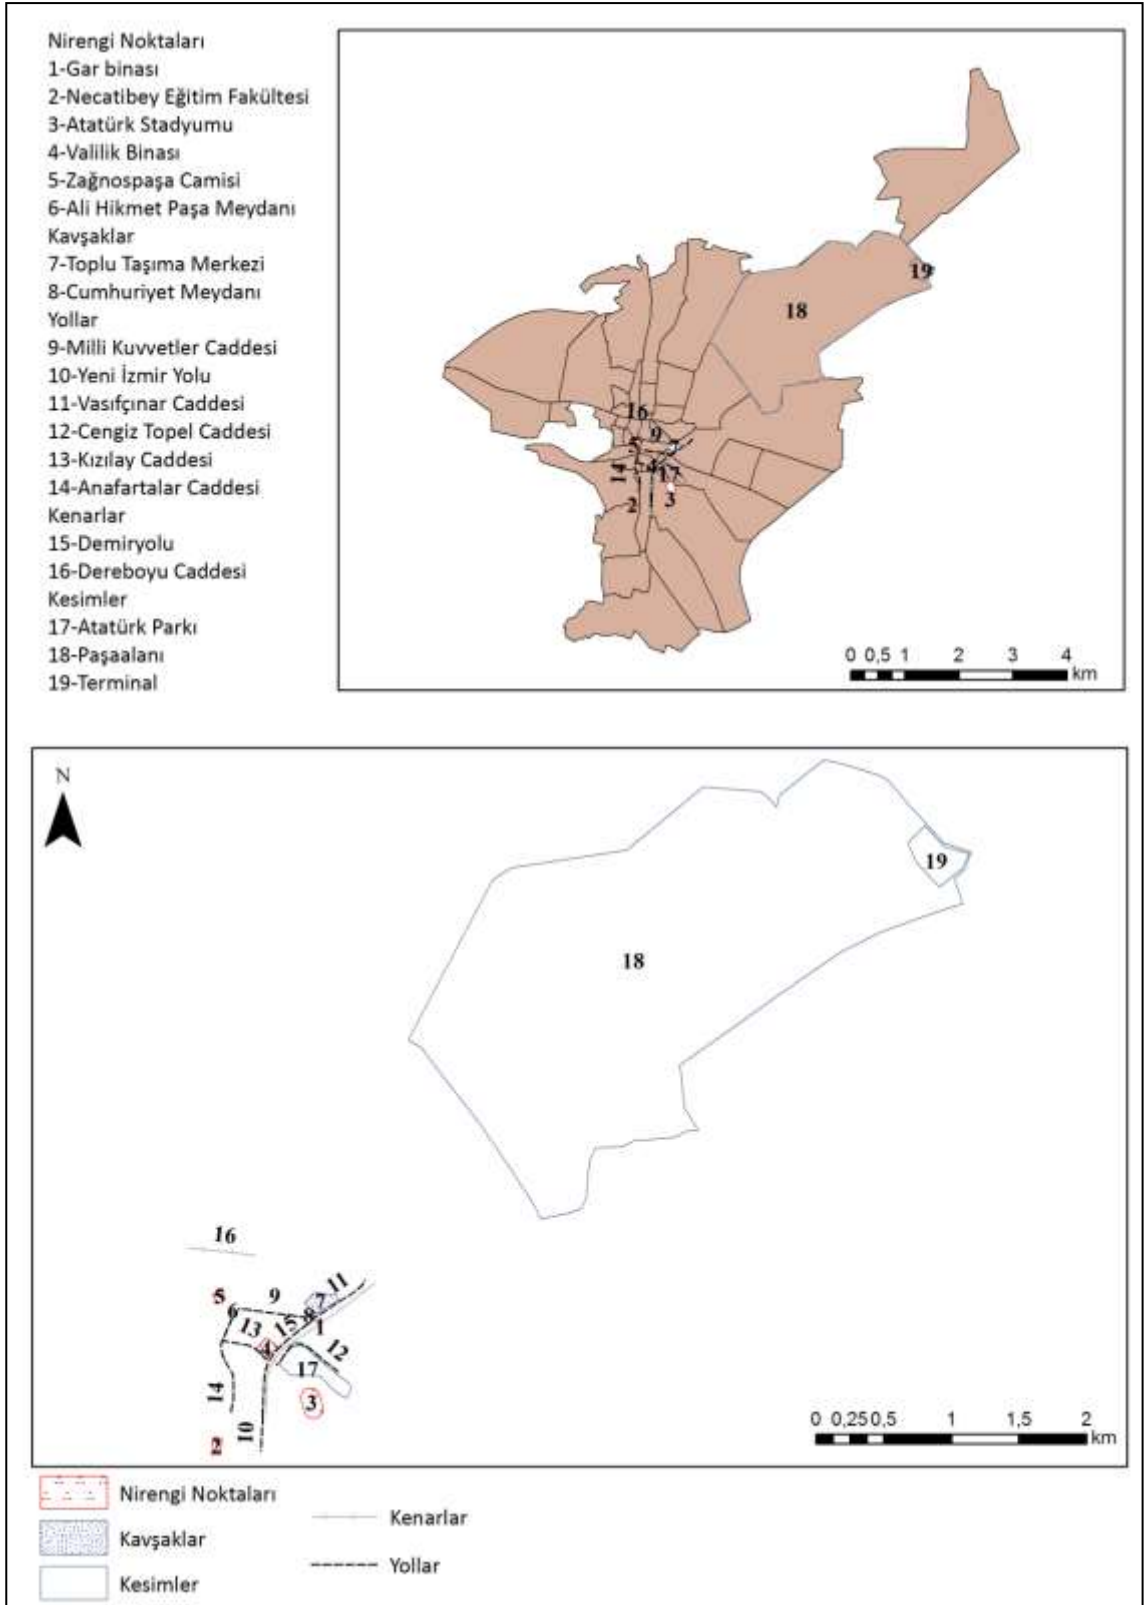 Nirengi Noktaları
1-Gar binası
2-Necatibey Eğitim Fakültesi
3-Atatürk Stadyumu
4-Valilik Binası
5-Zağnospaşa Camisi
6-Ali Hikmet Paşa Meydanı
Kavşaklar
7-Toplu Taşıma Merkezi
8-Cumhuriyet Meydanı
Yollar
9-Milli Kuvvetler Caddesi
10-Yeni İzmir Yolu
11-Vasıfçınar Caddesi
12-Cengiz Topel Caddesi
13-Kızılay Caddesi
14-Anafartalar Caddesi
Kenarlar
15-Demiryolu
16-Dereboyu Caddesi
Kesimler
17-Atatürk Parkı
18-Paşaalanı
19-Terminal
19
18
16
9
5
7
4
17
14
2
3
0 0,5 1 2 3 4
km
N
19
18
16
11
5
9
7
6
8
13
15
1
4
12
17
14
3
10
2
0 0,25 0,5 1 1,5 2
km
Nirengi Noktaları
Kenarlar
Kavşaklar
Yollar
Kesimler